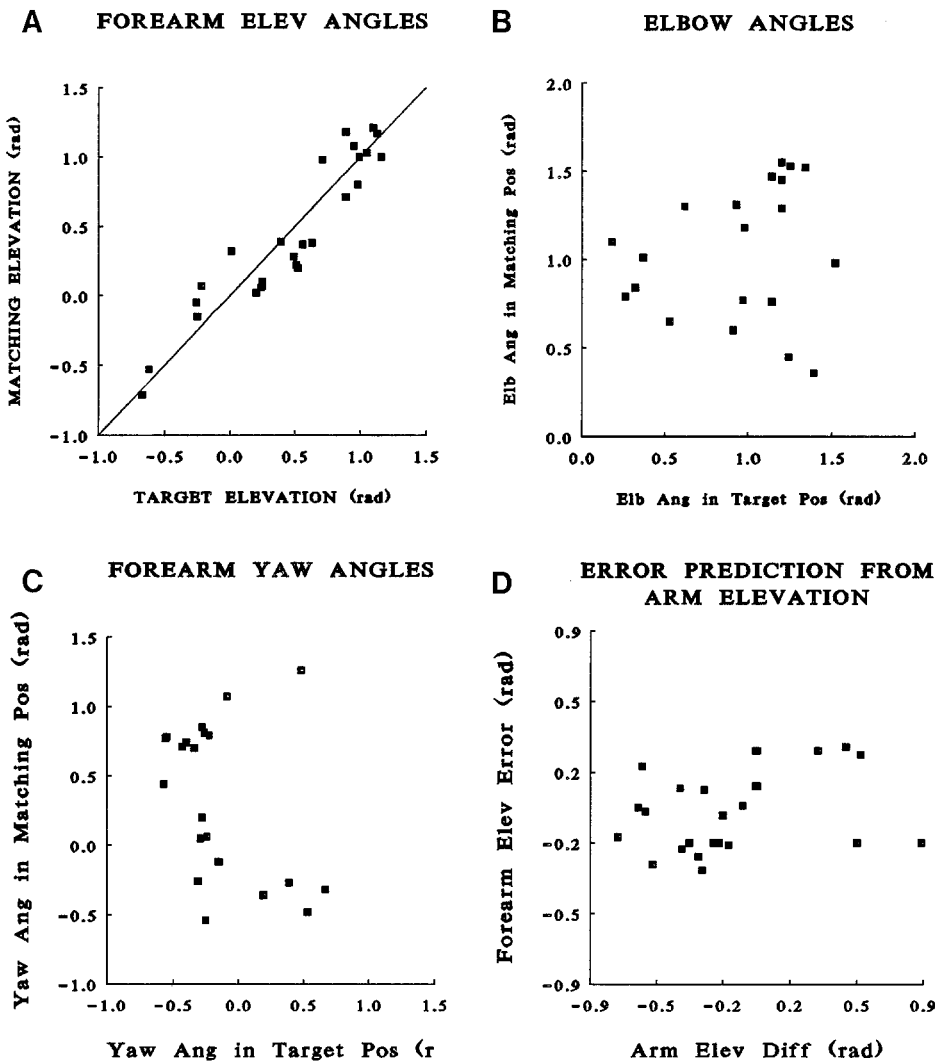 A FOREARM ELEV ANGLES
MATCHING ELEVATION (rad)
1.5
1.0
0.5
0.0
−0.5
−1.0
−1.0 −0.5 0.0 0.5 1.0 1.5
TARGET ELEVATION (rad)
B ELBOW ANGLES
Elb Ang in Matching Pos (rad)
2.0
1.5
1.0
0.5
0.0
0.0 0.5 1.0 1.5 2.0
Elb Ang in Target Pos (rad)
C FOREARM YAW ANGLES
Yaw Ang in Matching Pos (rad)
1.5
1.0
0.5
0.0
−0.5
−1.0
−1.0 −0.5 0.0 0.5 1.0 1.5
Yaw Ang in Target Pos (r
D ERROR PREDICTION FROM
ARM ELEVATION
Forearm Elev Error (rad)
0.9
0.5
0.2
−0.2
−0.5
−0.9
−0.9 −0.5 −0.2 0.2 0.5 0.9
Arm Elev Diff (rad)